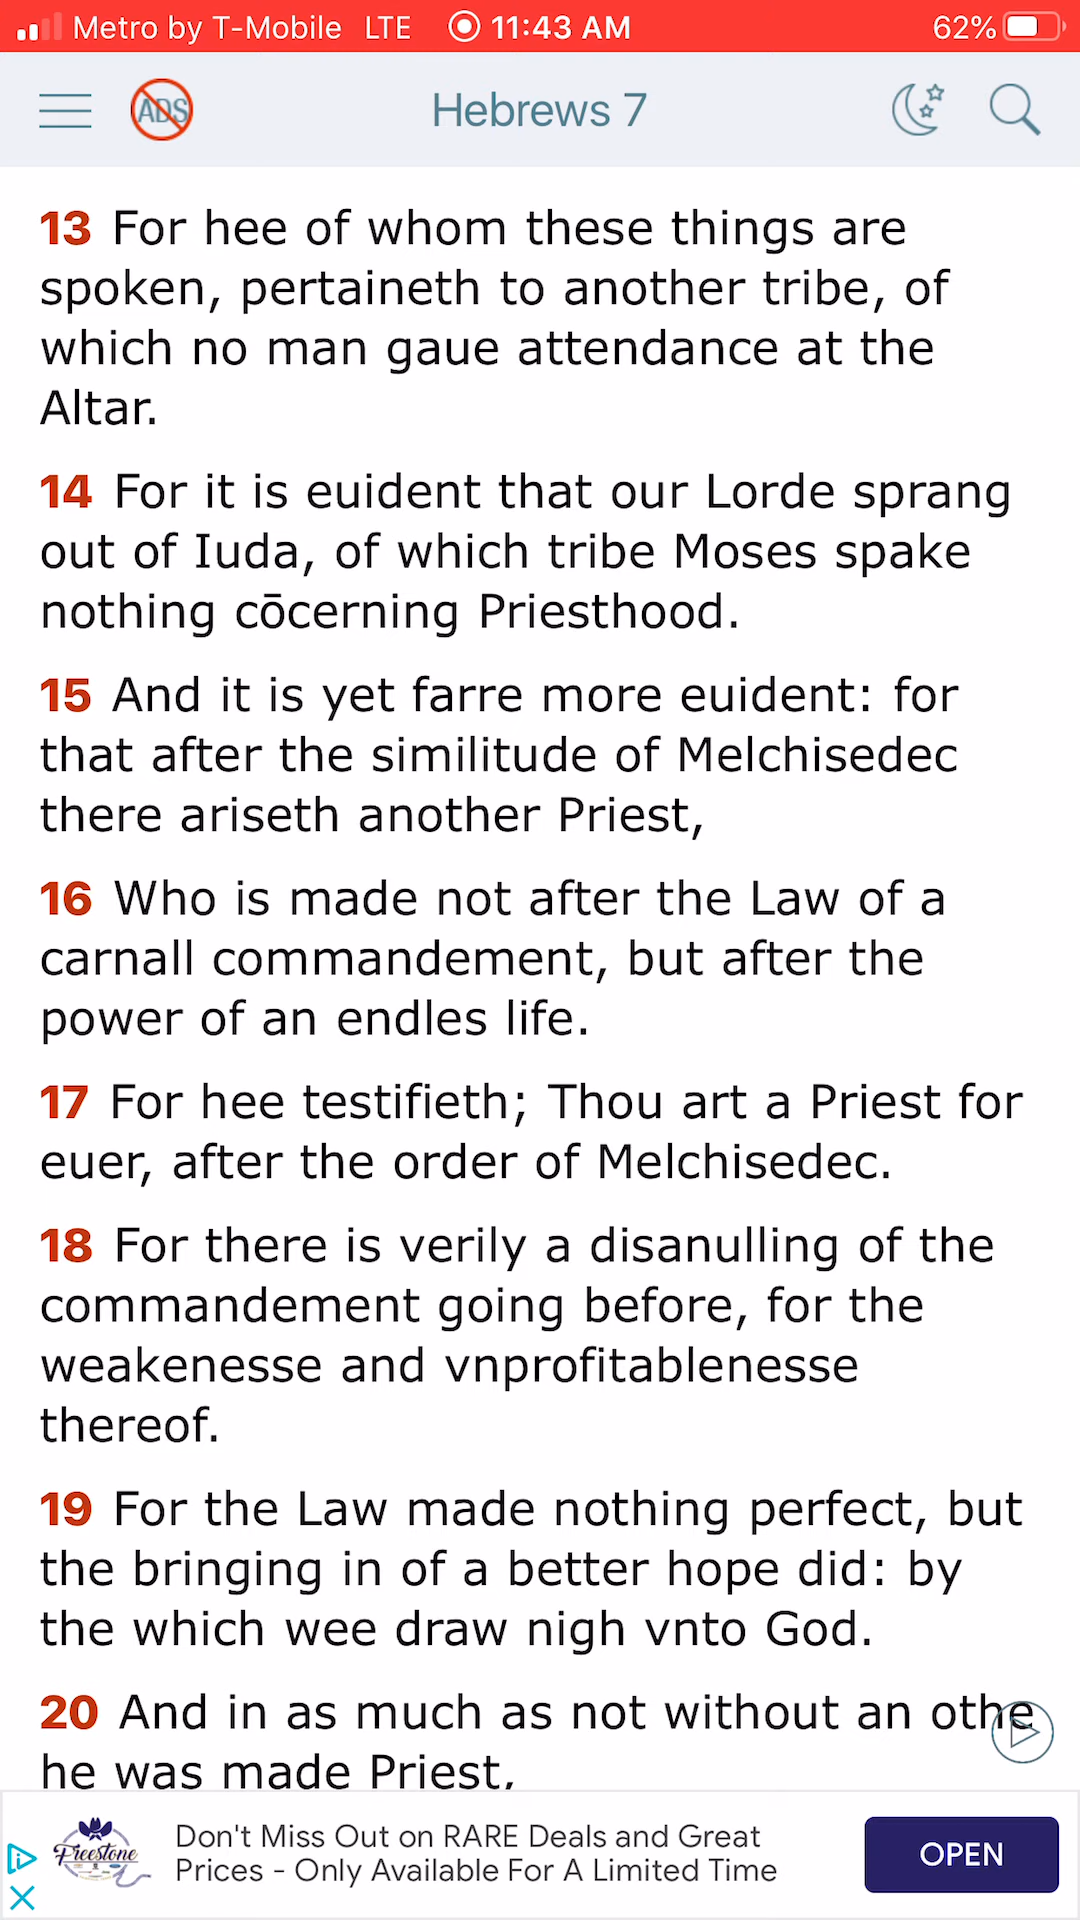 Metro by T-Mobile LTE 11:43 AM 62%
ADS Hebrews 7
13 For hee of whom these things are
spoken, pertaineth to another tribe, of
which no man gaue attendance at the
Altar.
14 For it is euident that our Lorde sprang
out of Iuda, of which tribe Moses spake
nothing cōcerning Priesthood.
15 And it is yet farre more euident: for
that after the similitude of Melchisedec
there ariseth another Priest,
16 Who is made not after the Law of a
carnall commandement, but after the
power of an endles life.
17 For hee testifieth; Thou art a Priest for
euer, after the order of Melchisedec.
18 For there is verily a disanulling of the
commandement going before, for the
weakenesse and vnprofitablenesse
thereof.
19 For the Law made nothing perfect, but
the bringing in of a better hope did: by
the which wee draw nigh vnto God.
20 And in as much as not without an othe
he was made Priest,
Freestone
Don't Miss Out on RARE Deals and Great
Prices - Only Available For A Limited Time
OPEN